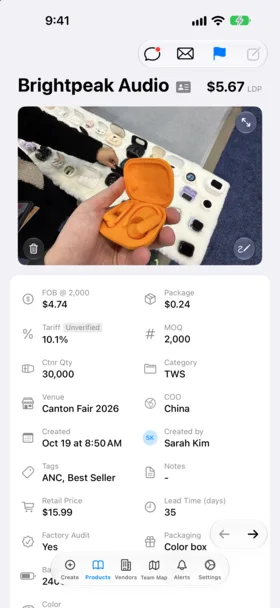 9:41
Brightpeak Audio
$5.67 LDP
FOB @ 2,000
$4.74
Package
$0.24
Tariff Unverified
10.1%
MOQ
2,000
Ctnr Qty
30,000
Category
TWS
Venue
Canton Fair 2026
COO
China
Created
Oct 19 at 8:50 AM
SK
Created by
Sarah Kim
Tags
ANC, Best Seller
Notes
-
Retail Price
$15.99
Lead Time (days)
35
Factory Audit
Yes
Packaging
Color box
Create
Products
Vendors
Team Map
Alerts
Settings
Color